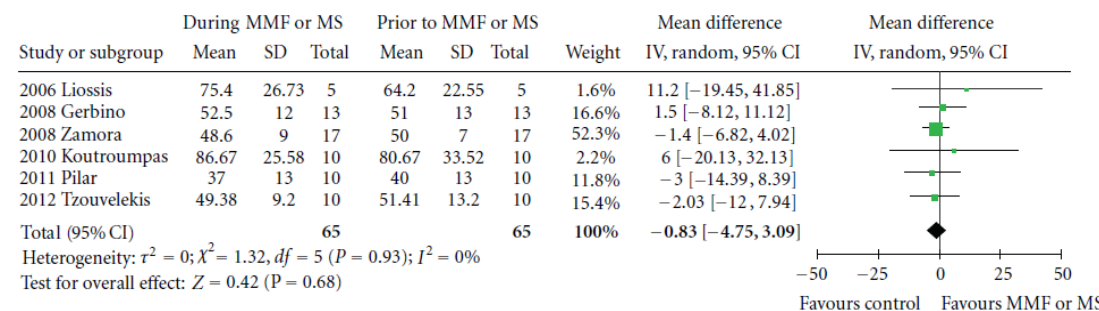 During MMF or MS Prior to MMF or MS Mean difference Mean difference
Study or subgroup Mean SD Total Mean SD Total Weight IV, random, 95% CI IV, random, 95% CI
2006 Liossis 75.4 26.73 5 64.2 22.55 5 1.6% 11.2 [−19.45, 41.85]
2008 Gerbino 52.5 12 13 51 13 13 16.6% 1.5 [−8.12, 11.12]
2008 Zamora 48.6 9 17 50 7 17 52.3% −1.4 [−6.82, 4.02]
2010 Koutroumpas 86.67 25.58 10 80.67 33.52 10 2.2% 6 [−20.13, 32.13]
2011 Pilar 37 13 10 40 13 10 11.8% −3 [−14.39, 8.39]
2012 Tzouvelekis 49.38 9.2 10 51.41 13.2 10 15.4% −2.03 [−12, 7.94]
Total (95% CI) 65 65 100% −0.83 [−4.75, 3.09]
Heterogeneity: τ² = 0; X² = 1.32, df = 5 (P = 0.93); I² = 0%
Test for overall effect: Z = 0.42 (P = 0.68)
−50 −25 0 25 50
Favours control Favours MMF or MS